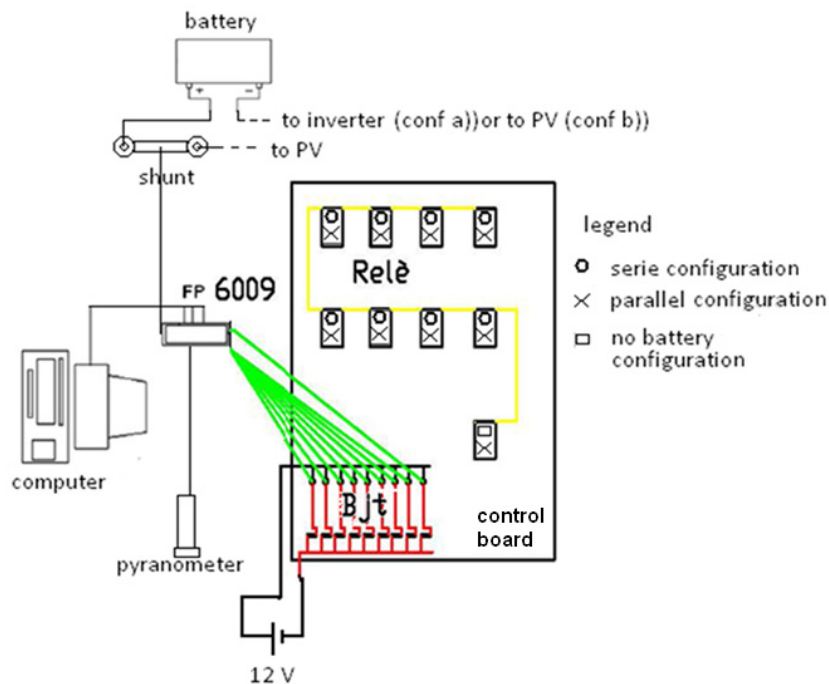 battery
+ −
to inverter (conf a))or to PV (conf b))
to PV
shunt
legend
Relè
serie configuration
FP 6009
parallel configuration
no battery
configuration
computer
Bjt
control
board
pyranometer
12 V